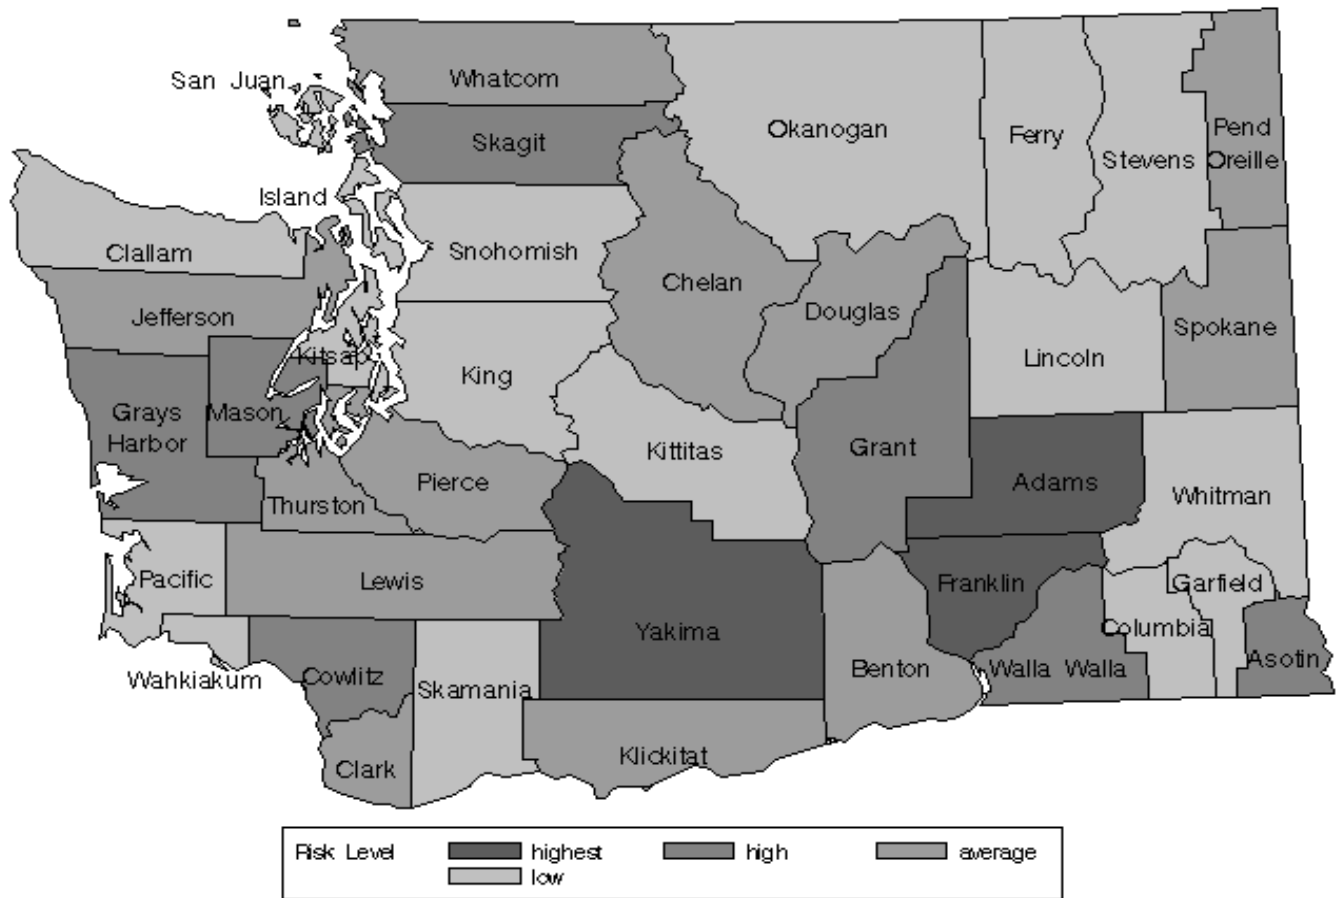 Whatcom
San Juan
Skagit
Okanogan
Ferry
Stevens
Pend
Oreille
Island
Clallam
Snohomish
Chelan
Jefferson
Douglas
Spokane
Kitsap
King
Lincoln
Grays
Harbor
Mason
Kittitas
Grant
Pierce
Adams
Whitman
Thurston
Pacific
Lewis
Franklin
Garfield
Yakima
Columbia
Wahkiakum
Cowlitz
Skamania
Benton
Walla Walla
Asotin
Clark
Klickitat
Risk Level highest high average
low